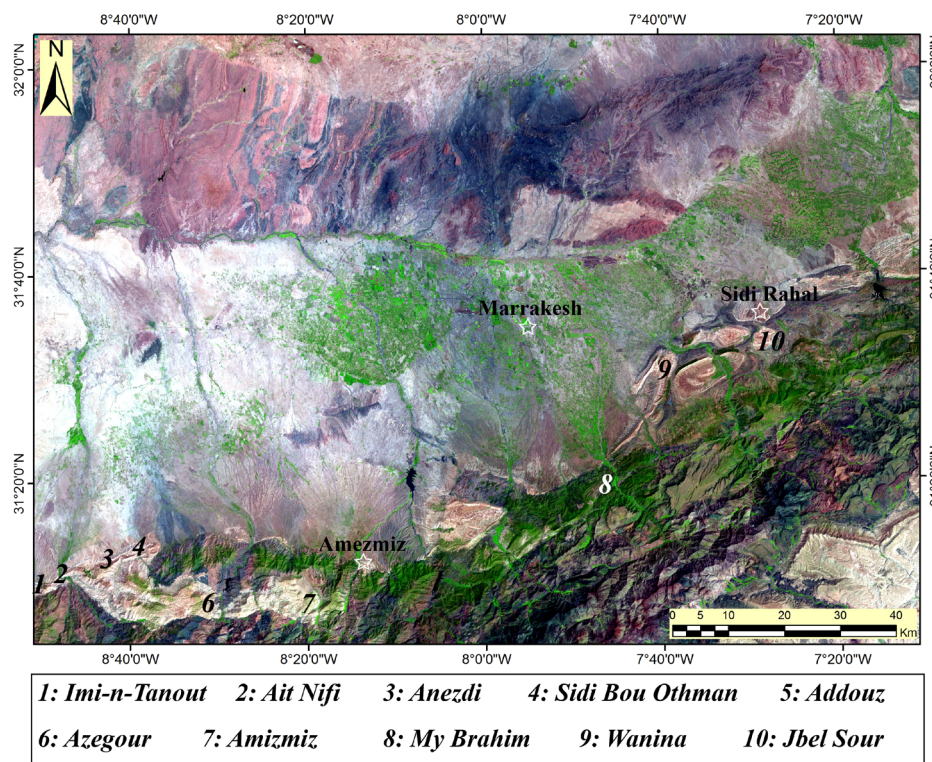 8°40'0"W 8°20'0"W 8°0'0"W 7°40'0"W 7°20'0"W
N
32°0'0"N
31°40'0"N
Sidi Rahal
Marrakesh
10
9
31°20'0"N
8
Amezmiz
4
3
2
1
5
6
7
0 5 10 20 30 40
Km
8°40'0"W 8°20'0"W 8°0'0"W 7°40'0"W 7°20'0"W
1: Imi-n-Tanout 2: Ait Nifi 3: Anezdi 4: Sidi Bou Othman 5: Addouz
6: Azegour 7: Amizmiz 8: My Brahim 9: Wanina 10: Jbel Sour